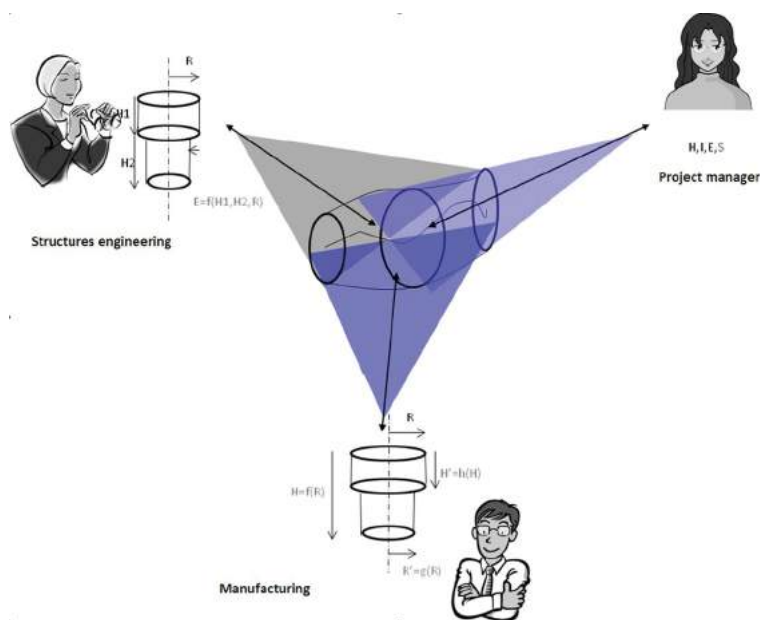 R
H1
H2
E=f(H1,H2,R)
Structures engineering
H,I,E,S
Project manager
R
H'=h(H)
H=f(R)
R'=g(R)
Manufacturing